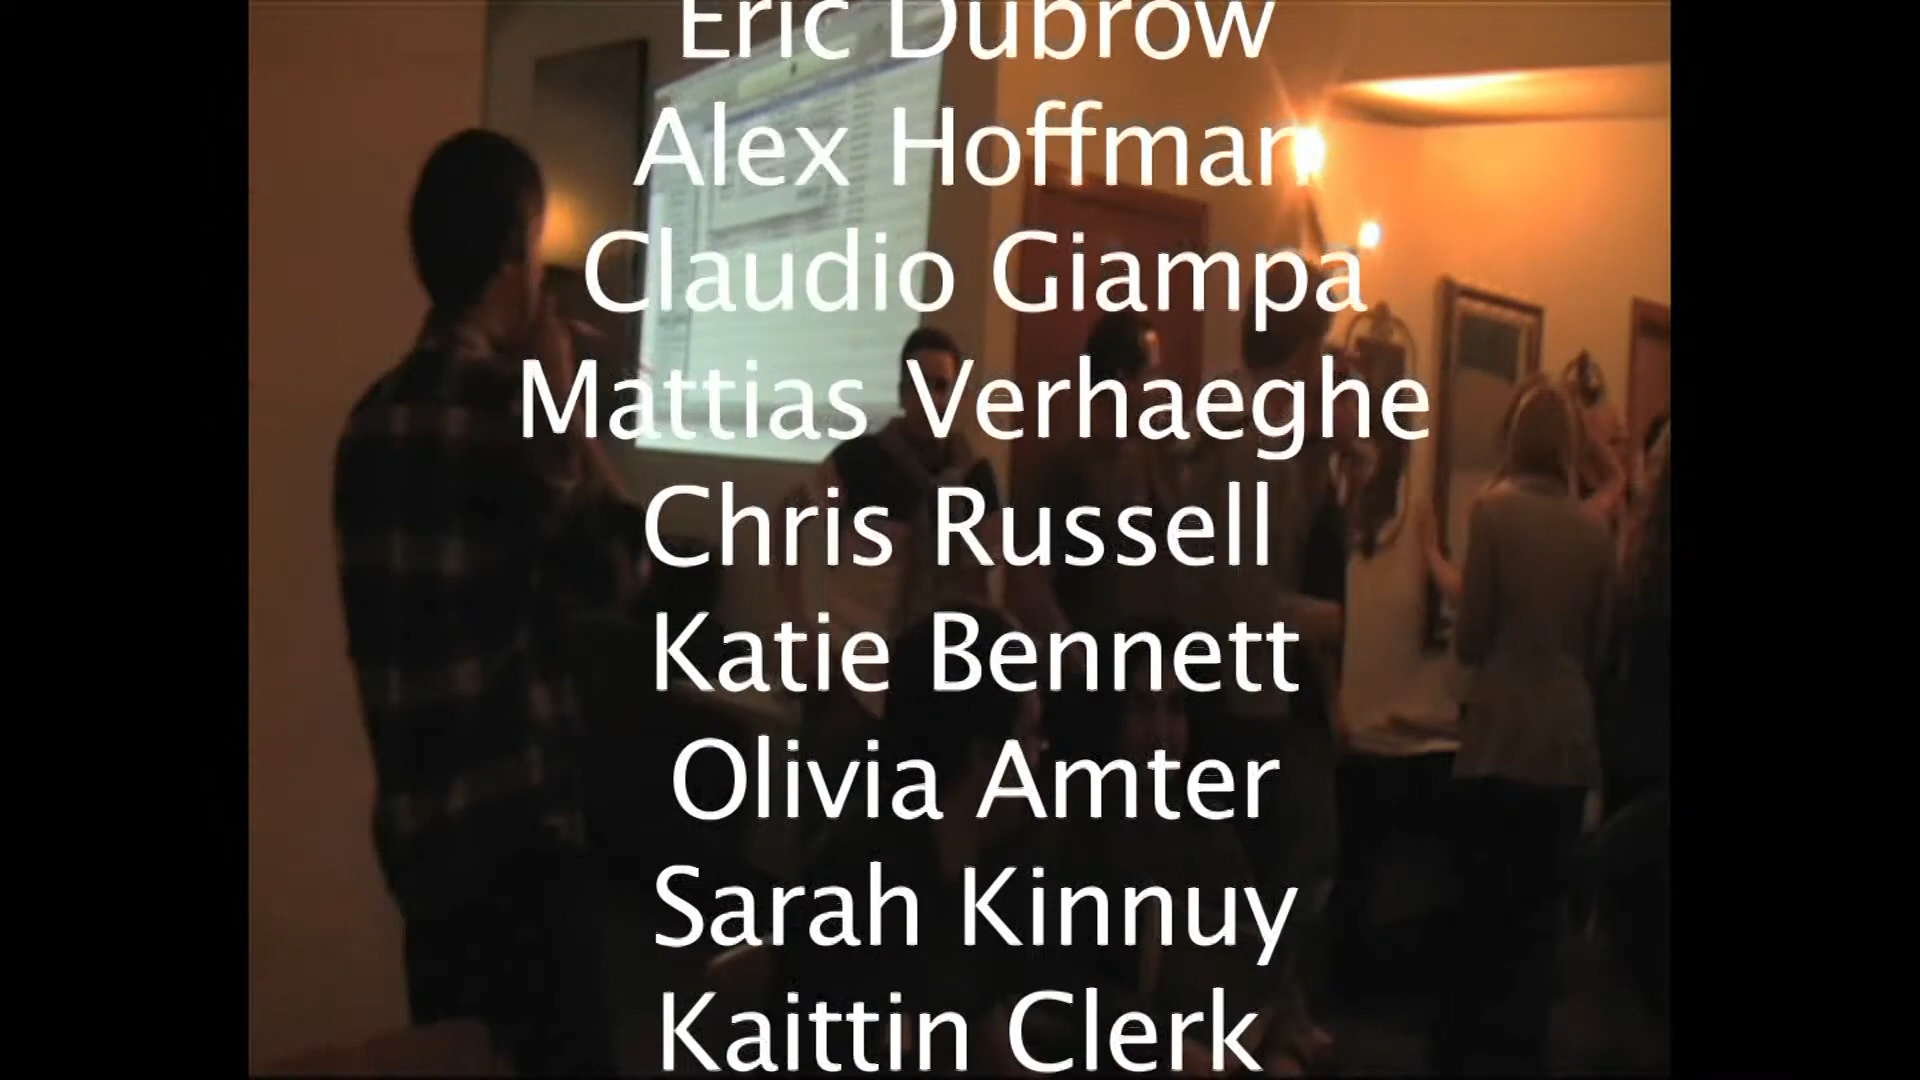 Eric Dubrow
Alex Hoffman
Claudio Giampa
Mattias Verhaeghe
Chris Russell
Katie Bennett
Olivia Amter
Sarah Kinnuy
Kaittin Clerk